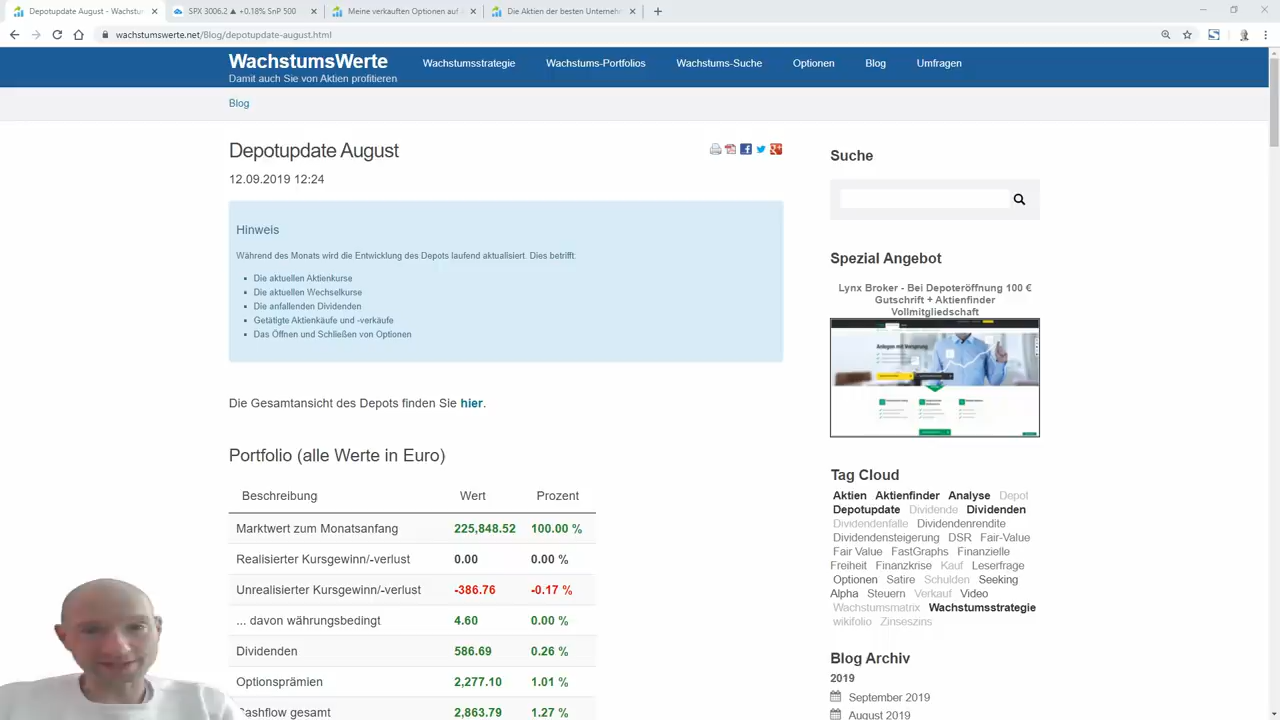 Depotupdate August - Wachstu
SPX 3006.2 ▲ +0.18% SnP 500
Meine verkauften Optionen auf
Die Aktien der besten Unterneh
wachstumswerte.net/Blog/depotupdate-august.html
WachstumsWerte
Damit auch Sie von Aktien profitieren
Wachstumsstrategie
Wachstums-Portfolios
Wachstums-Suche
Optionen
Blog
Umfragen
Blog
Depotupdate August
12.09.2019 12:24
Hinweis
Während des Monats wird die Entwicklung des Depots laufend aktualisiert. Dies betrifft:
Die aktuellen Aktienkurse
Die aktuellen Wechselkurse
Die anfallenden Dividenden
Getätigte Aktienkäufe und -verkäufe
Das Öffnen und Schließen von Optionen
Die Gesamtansicht des Depots finden Sie hier.
Portfolio (alle Werte in Euro)
Beschreibung Wert Prozent
Marktwert zum Monatsanfang 225,848.52 100.00 %
Realisierter Kursgewinn/-verlust 0.00 0.00 %
Unrealisierter Kursgewinn/-verlust -386.76 -0.17 %
... davon währungsbedingt 4.60 0.00 %
Dividenden 586.69 0.26 %
Optionsprämien 2,277.10 1.01 %
Cashflow gesamt 2,863.79 1.27 %
Suche
Spezial Angebot
Lynx Broker - Bei Depoteröffnung 100 €
Gutschrift + Aktienfinder
Vollmitgliedschaft
Anlegen mit Vorsprung
Tag Cloud
Aktien Aktienfinder Analyse Depot
Depotupdate Dividende Dividenden
Dividendenfalle Dividendenrendite
Dividendensteigerung DSR Fair-Value
Fair Value FastGraphs Finanzielle
Freiheit Finanzkrise Kauf Leserfrage
Optionen Satire Schulden Seeking
Alpha Steuern Verkauf Video
Wachstumsmatrix Wachstumsstrategie
wikifolio Zinseszins
Blog Archiv
2019
September 2019
August 2019